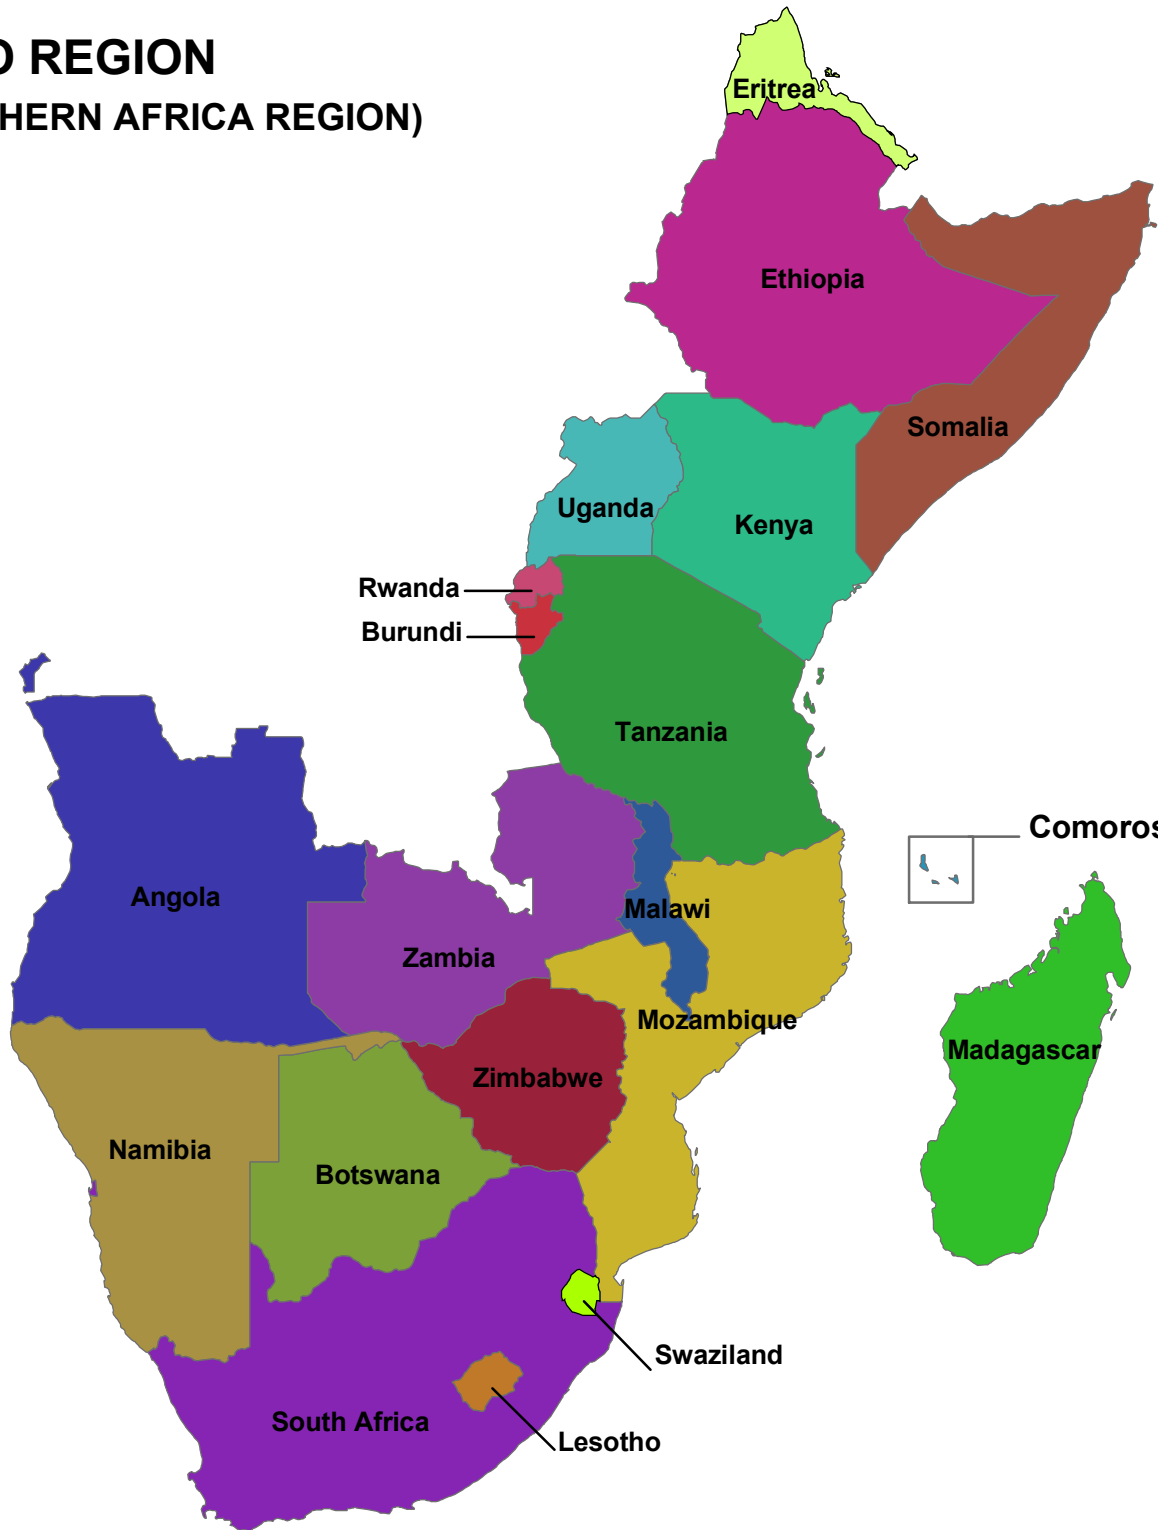 O REGION
HERN AFRICA REGION)
Eritrea
Ethiopia
Somalia
Uganda
Kenya
Rwanda
Burundi
Tanzania
Comoros
Angola
Malawi
Zambia
Mozambique
Madagascar
Zimbabwe
Namibia
Botswana
Swaziland
South Africa
Lesotho